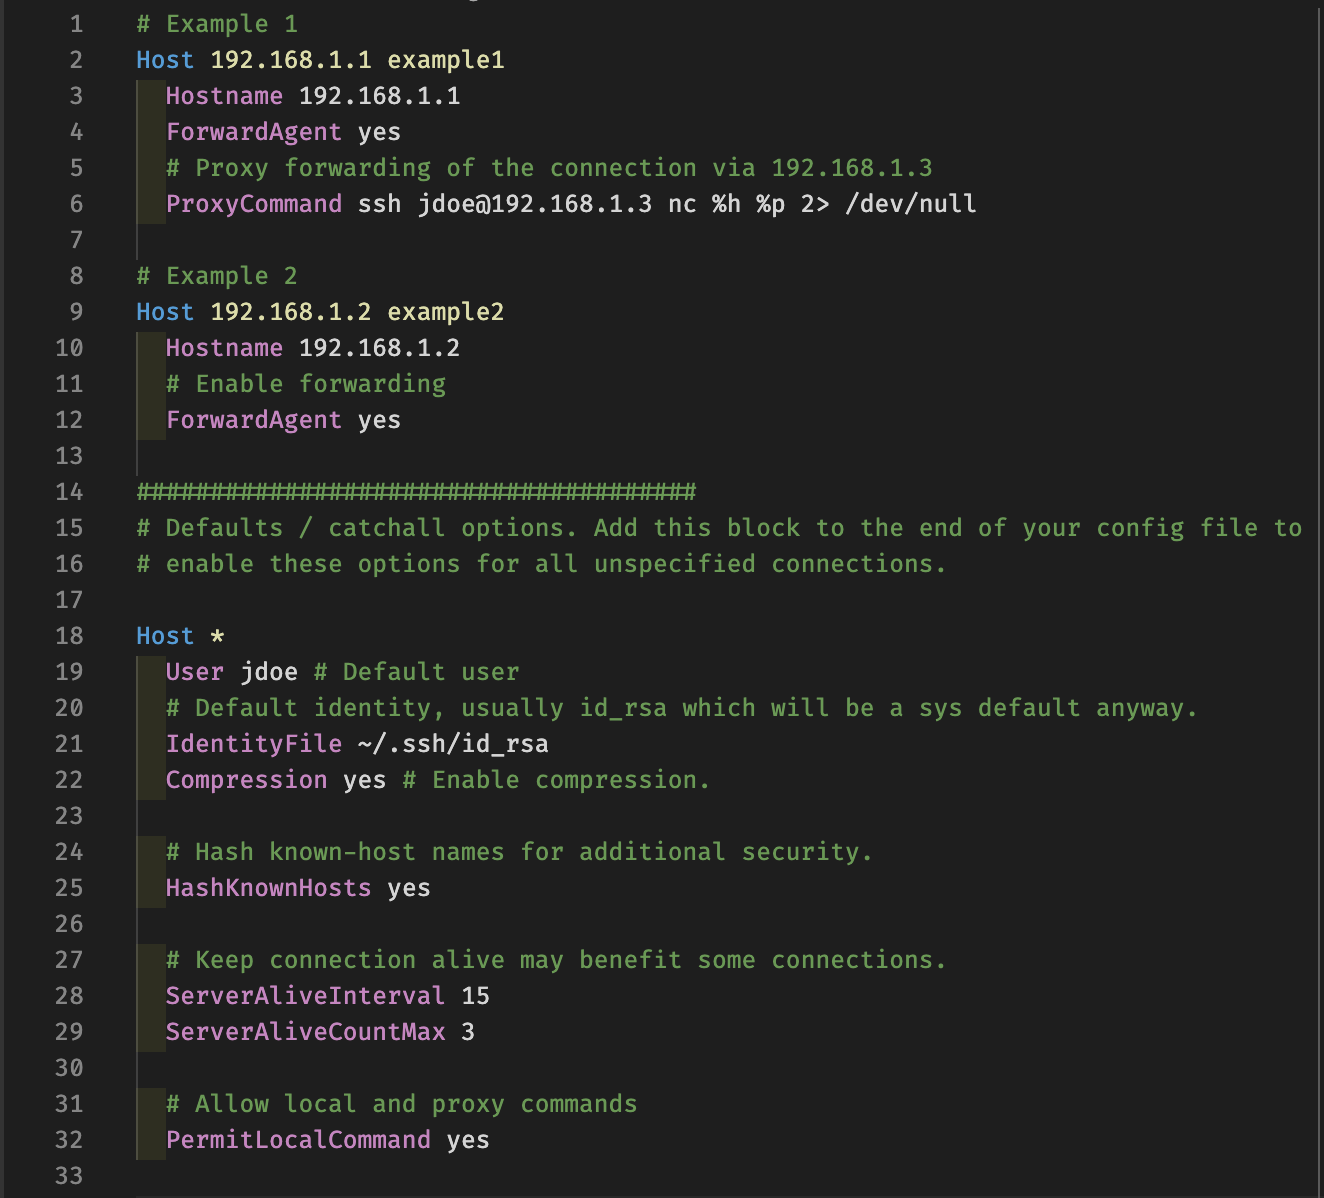 1 # Example 1
2 Host 192.168.1.1 example1
3 Hostname 192.168.1.1
4 ForwardAgent yes
5 # Proxy forwarding of the connection via 192.168.1.3
6 ProxyCommand ssh jdoe@192.168.1.3 nc %h %p 2> /dev/null
7
8 # Example 2
9 Host 192.168.1.2 example2
10 Hostname 192.168.1.2
11 # Enable forwarding
12 ForwardAgent yes
13
14 ######################################
15 # Defaults / catchall options. Add this block to the end of your config file to
16 # enable these options for all unspecified connections.
17
18 Host *
19 User jdoe # Default user
20 # Default identity, usually id_rsa which will be a sys default anyway.
21 IdentityFile ~/.ssh/id_rsa
22 Compression yes # Enable compression.
23
24 # Hash known-host names for additional security.
25 HashKnownHosts yes
26
27 # Keep connection alive may benefit some connections.
28 ServerAliveInterval 15
29 ServerAliveCountMax 3
30
31 # Allow local and proxy commands
32 PermitLocalCommand yes
33